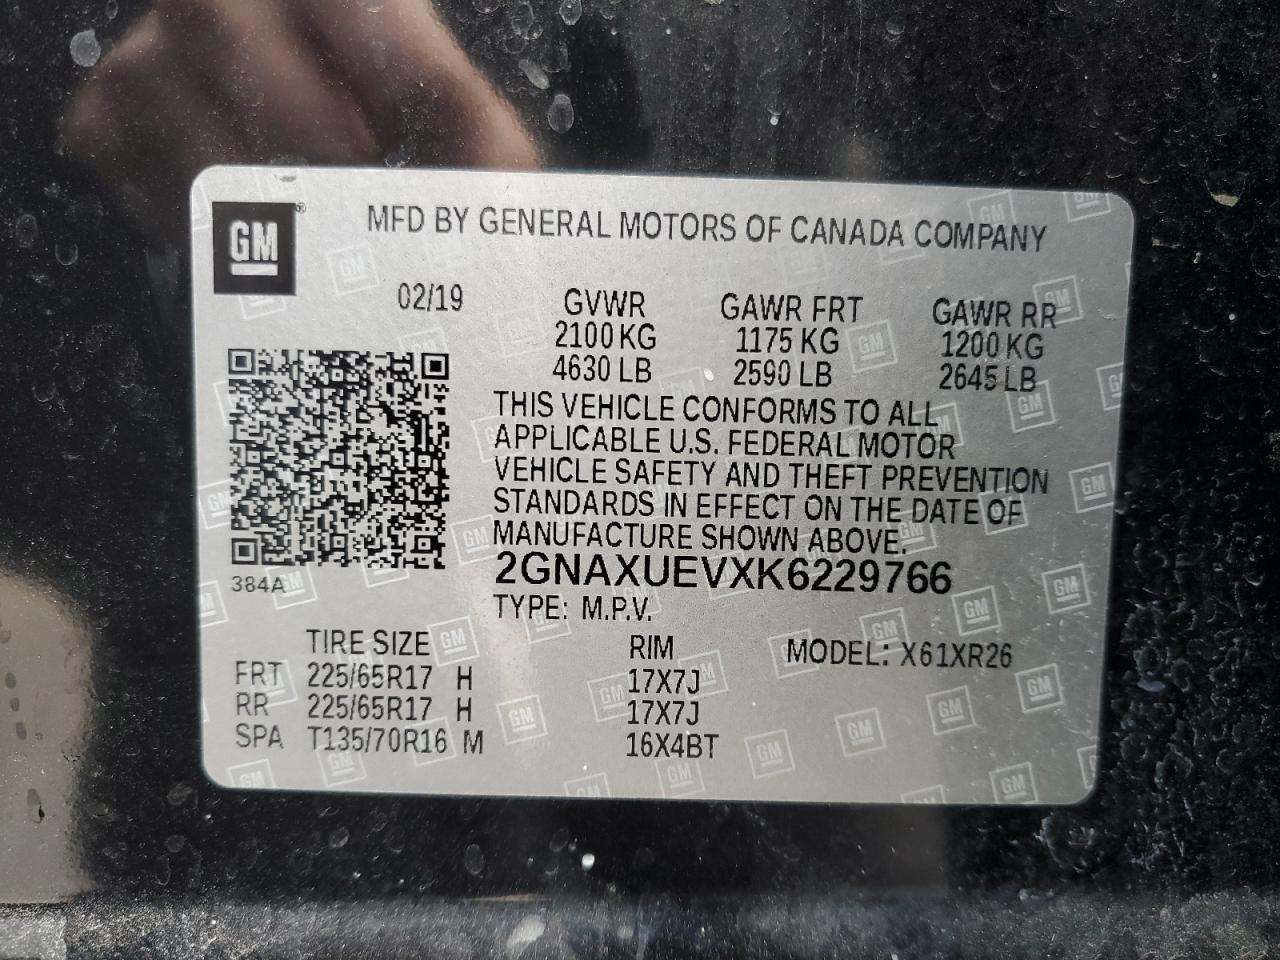 GM
MFD BY GENERAL MOTORS OF CANADA COMPANY
02/19
GVWR GAWR FRT GAWR RR
2100 KG 1175 KG 1200 KG
4630 LB 2590 LB 2645 LB
THIS VEHICLE CONFORMS TO ALL
APPLICABLE U.S. FEDERAL MOTOR
VEHICLE SAFETY AND THEFT PREVENTION
STANDARDS IN EFFECT ON THE DATE OF
MANUFACTURE SHOWN ABOVE.
384A
2GNAXUEVXK6229766
TYPE: M.P.V.
TIRE SIZE RIM MODEL: X61XR26
FRT 225/65R17 H 17X7J
RR 225/65R17 H 17X7J
SPA T135/70R16 M 16X4BT